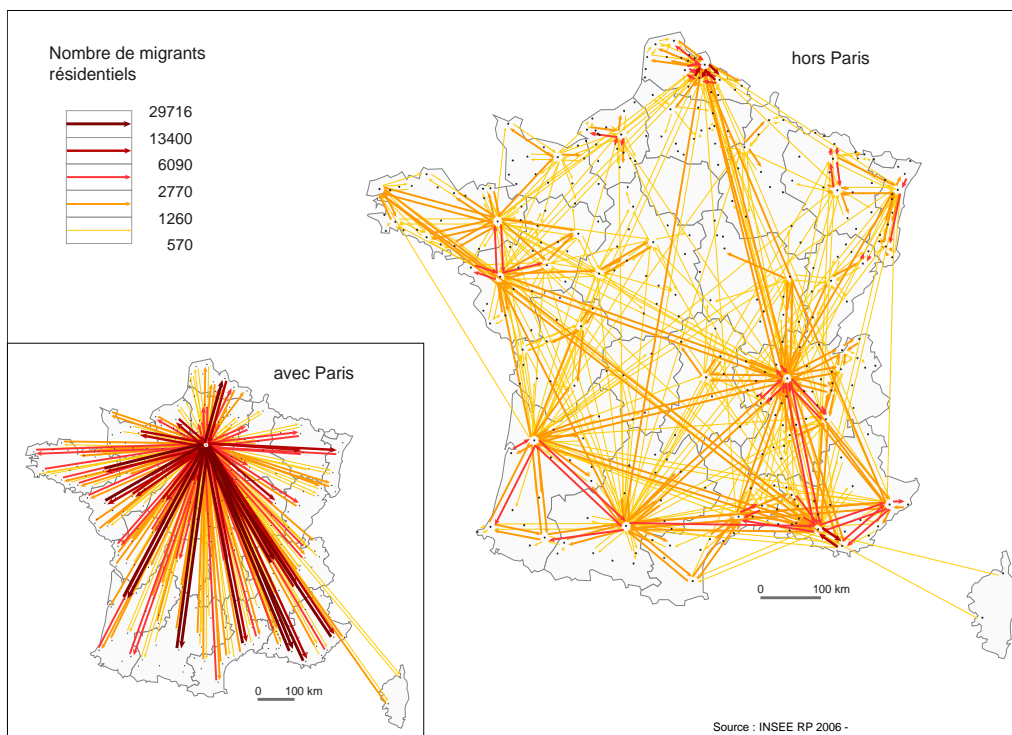 Nombre de migrants
résidentiels
29716
13400
6090
2770
1260
570
hors Paris
avec Paris
0 100 km
0 100 km
Source : INSEE RP 2006 -